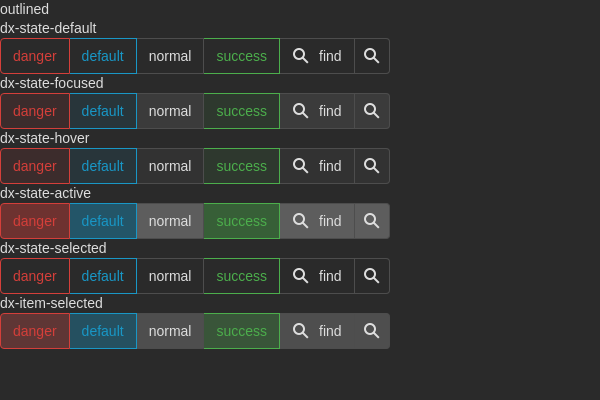 outlined
dx-state-default
danger default normal success find
dx-state-focused
danger default normal success find
dx-state-hover
danger default normal success find
dx-state-active
danger default normal success find
dx-state-selected
danger default normal success find
dx-item-selected
danger default normal success find